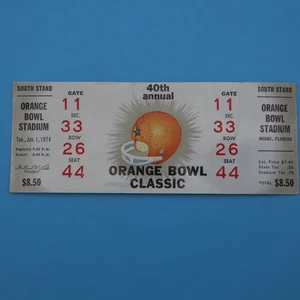 SOUTH STAND
ORANGE
BOWL
STADIUM
Tue., Jan. 1, 1974
$8.50
GATE
11
SEC.
33
ROW
26
SEAT
44
40th
annual
ORANGE BOWL
CLASSIC
GATE
11
SEC.
33
ROW
26
SEAT
44
SOUTH STAND
ORANGE
BOWL
STADIUM
MIAMI, FLORIDA
TOTAL $8.50